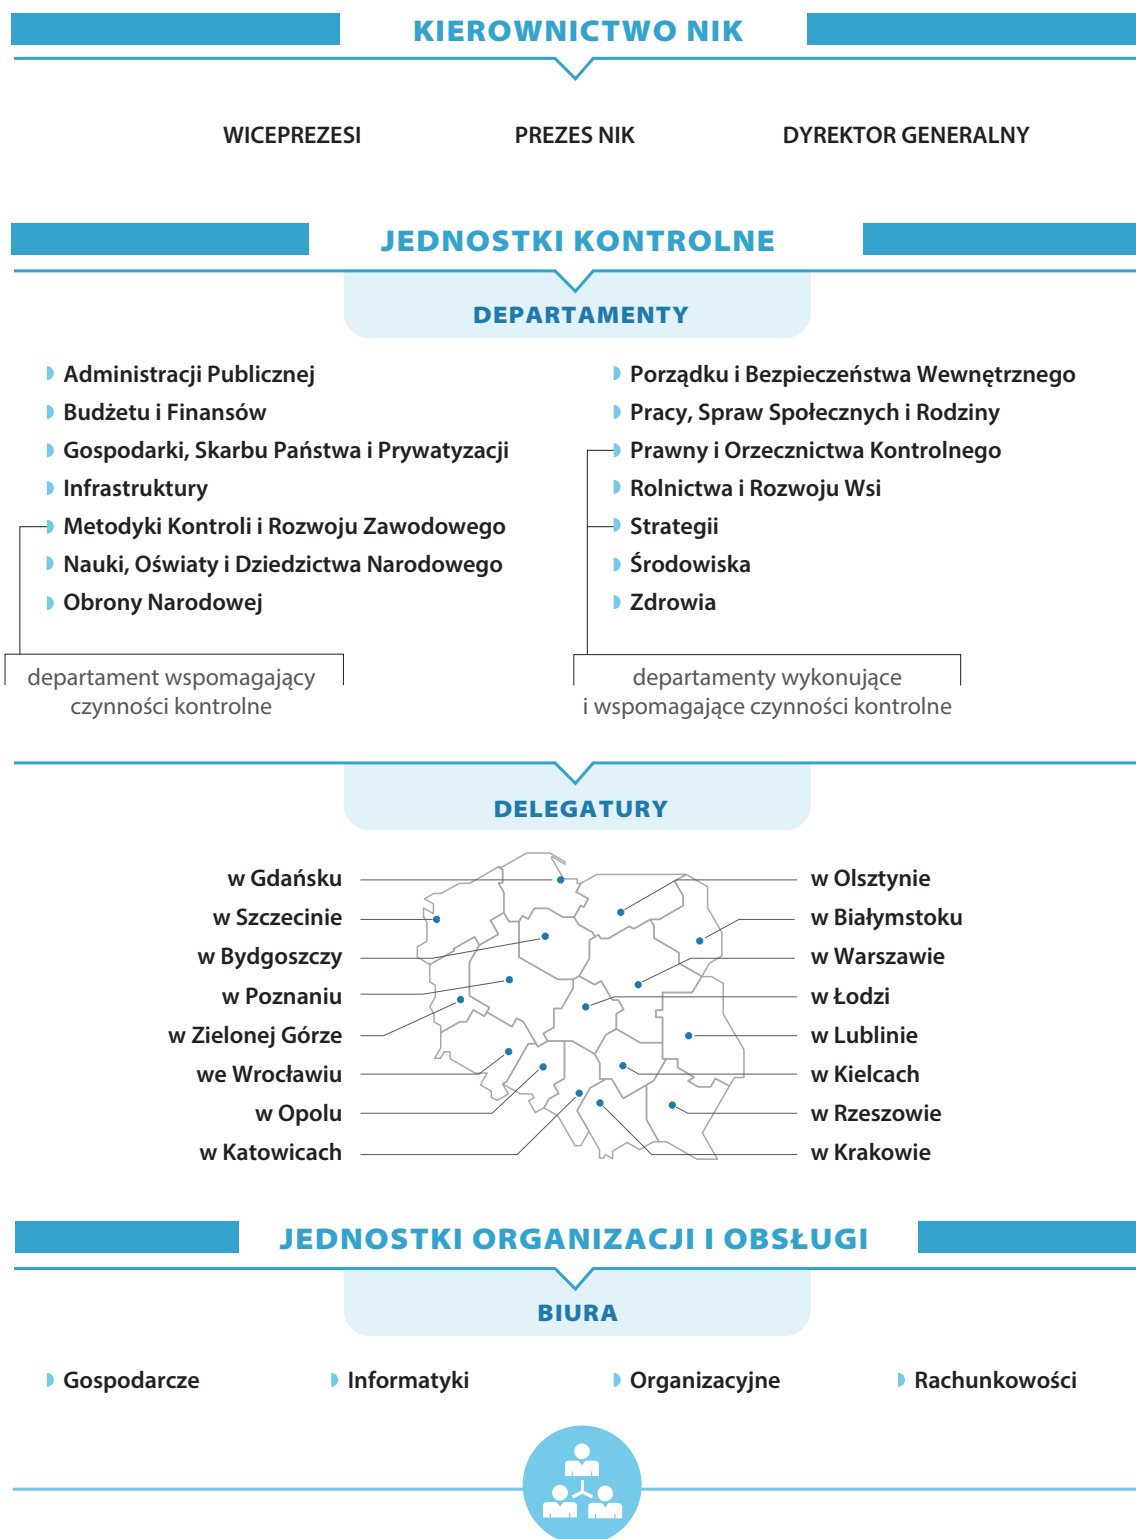 KIEROWNICTWO NIK
WICEPREZESI
PREZES NIK
DYREKTOR GENERALNY
JEDNOSTKI KONTROLNE
DEPARTAMENTY
Administracji Publicznej
Budżetu i Finansów
Gospodarki, Skarbu Państwa i Prywatyzacji
Infrastruktury
Metodyki Kontroli i Rozwoju Zawodowego
Nauki, Oświaty i Dziedzictwa Narodowego
Obrony Narodowej
departament wspomagający
czynności kontrolne
Porządku i Bezpieczeństwa Wewnętrznego
Pracy, Spraw Społecznych i Rodziny
Prawny i Orzecznictwa Kontrolnego
Rolnictwa i Rozwoju Wsi
Strategii
Środowiska
Zdrowia
departamenty wykonujące
i wspomagające czynności kontrolne
DELEGATURY
w Gdańsku
w Szczecinie
w Bydgoszczy
w Poznaniu
w Zielonej Górze
we Wrocławiu
w Opolu
w Katowicach
w Olsztynie
w Białymstoku
w Warszawie
w Łodzi
w Lublinie
w Kielcach
w Rzeszowie
w Krakowie
JEDNOSTKI ORGANIZACJI I OBSŁUGI
BIURA
Gospodarcze
Informatyki
Organizacyjne
Rachunkowości